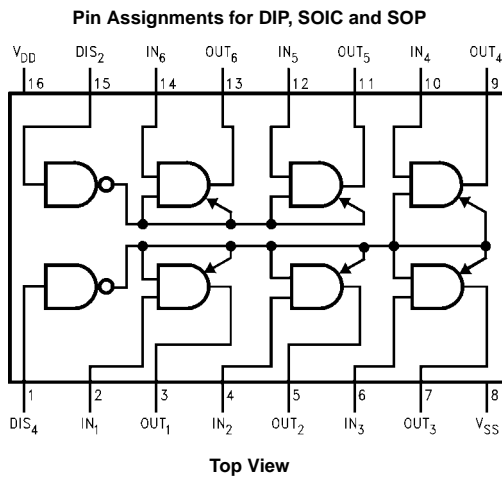 Pin Assignments for DIP, SOIC and SOP
V_DD DIS_2 IN_6 OUT_6 IN_5 OUT_5 IN_4 OUT_4
16 15 14 13 12 11 10 9
1 2 3 4 5 6 7 8
DIS_4 IN_1 OUT_1 IN_2 OUT_2 IN_3 OUT_3 V_SS
Top View